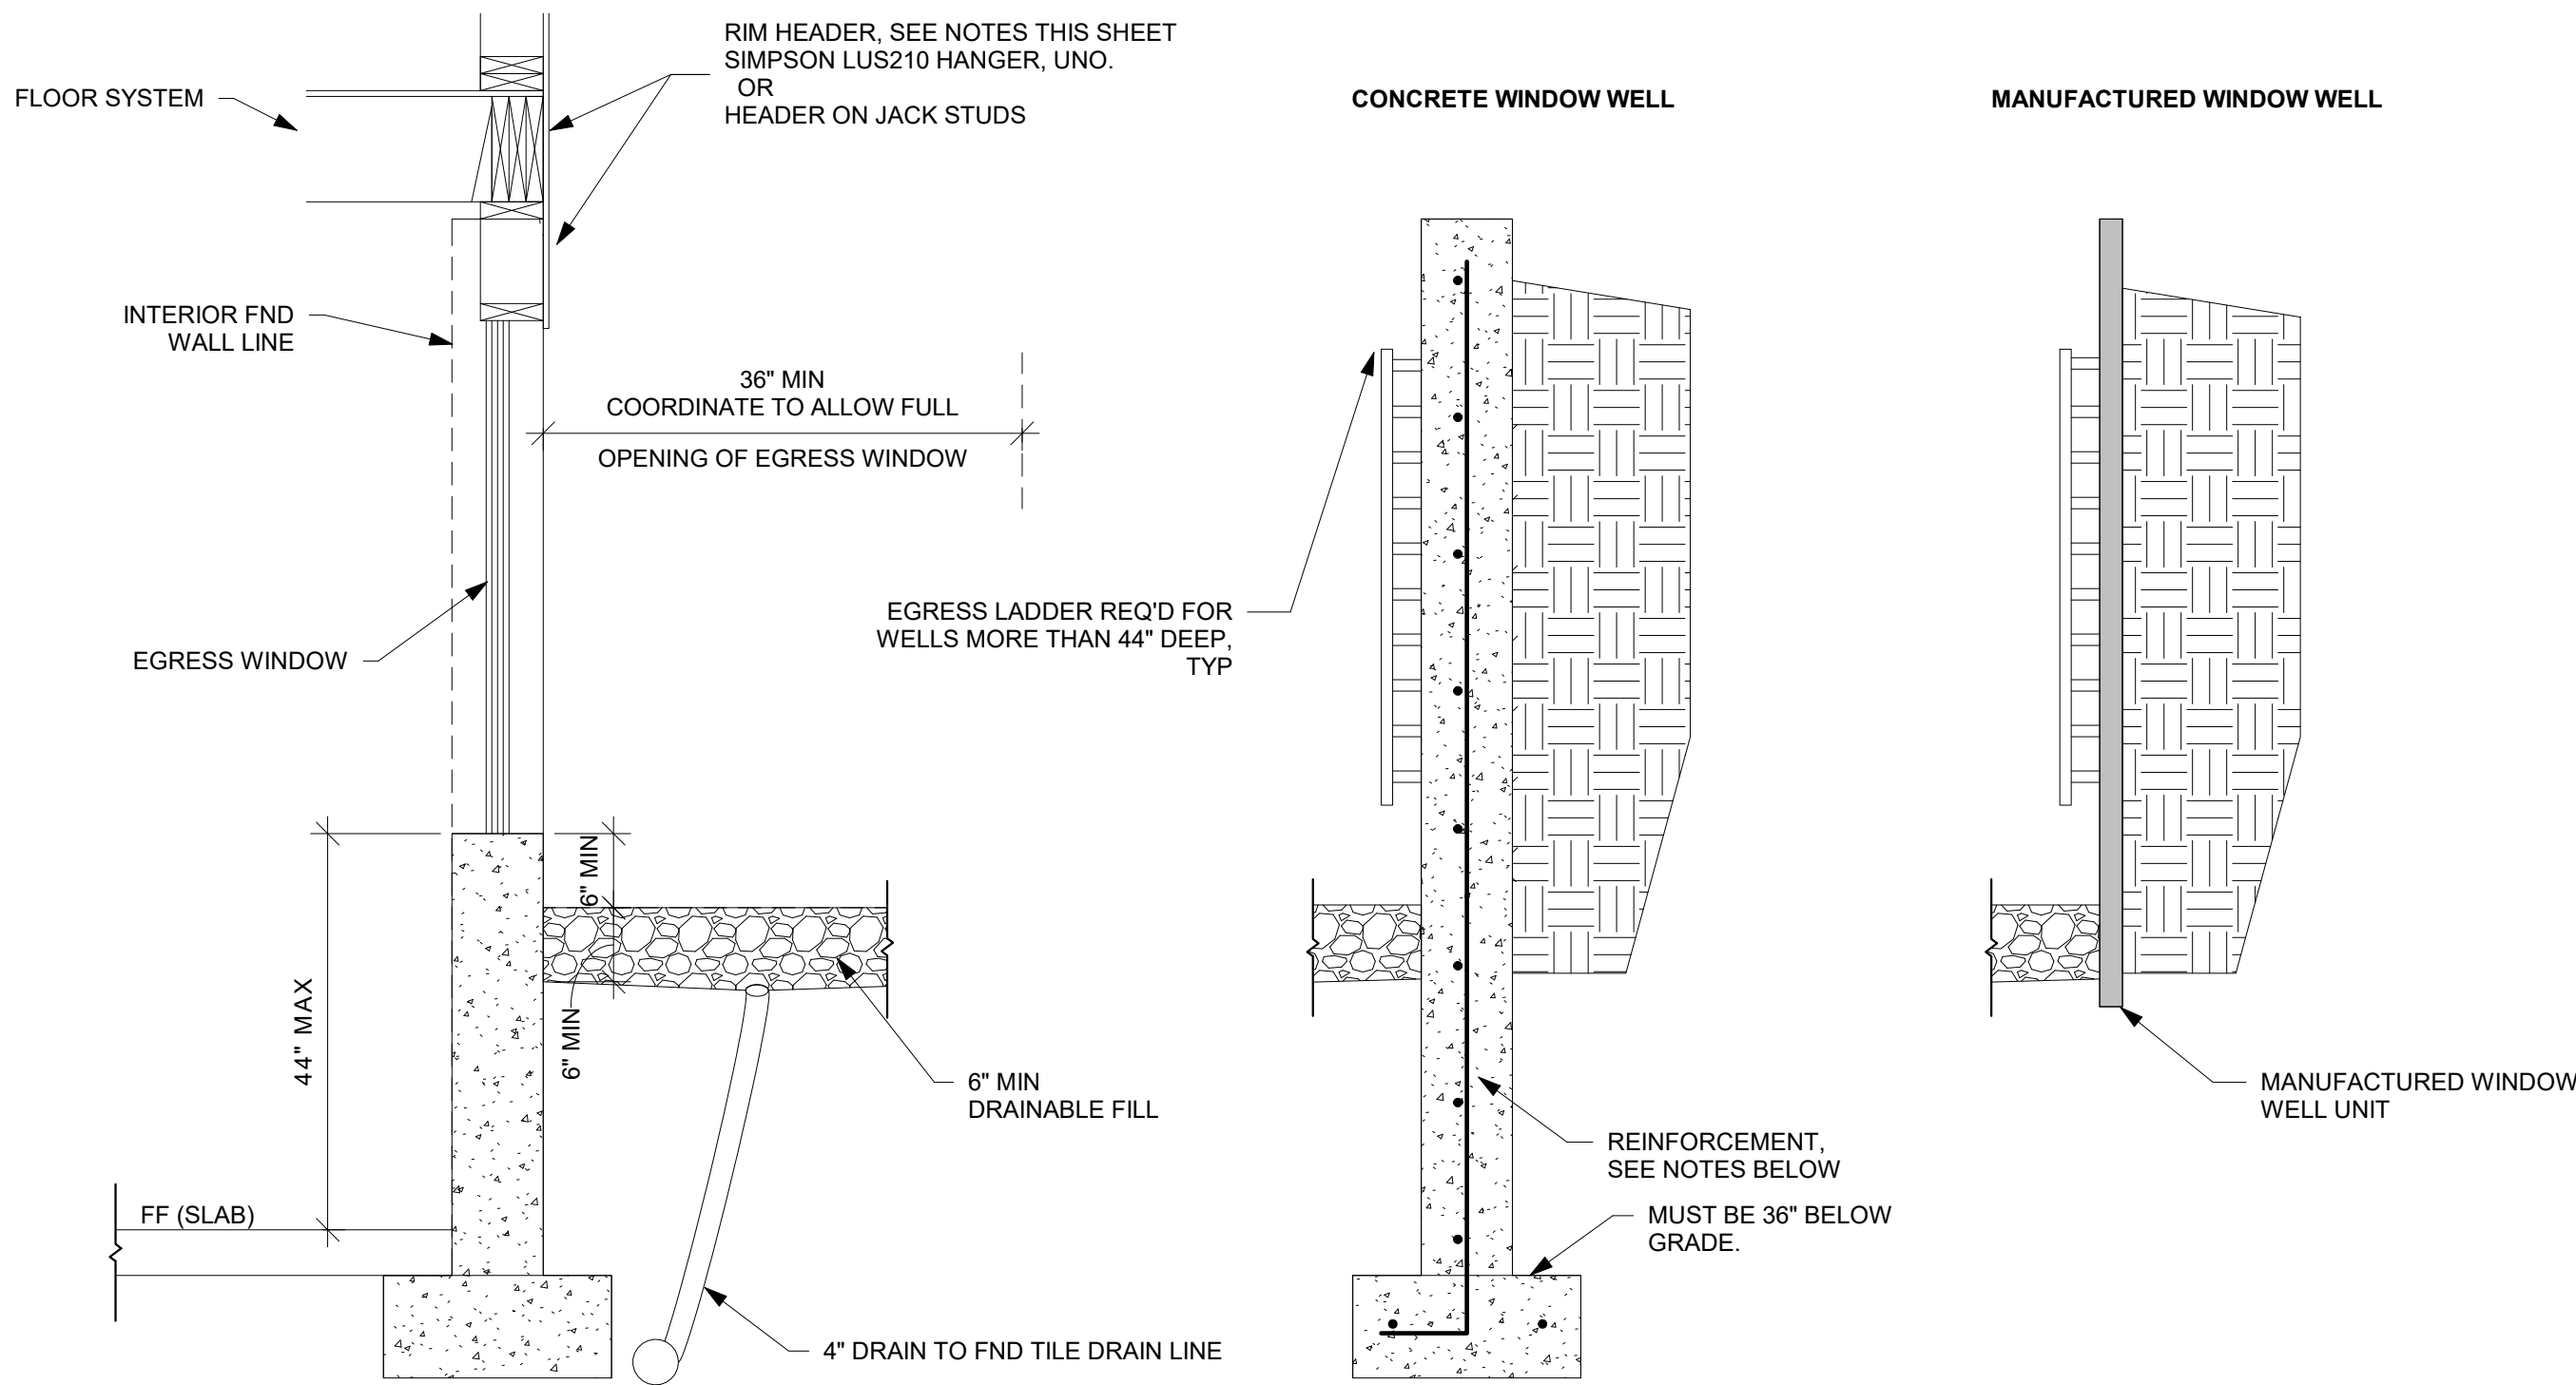 RIM HEADER, SEE NOTES THIS SHEET
SIMPSON LUS210 HANGER, UNO.
OR
HEADER ON JACK STUDS
FLOOR SYSTEM
CONCRETE WINDOW WELL
MANUFACTURED WINDOW WELL
INTERIOR FND
WALL LINE
36" MIN
COORDINATE TO ALLOW FULL
OPENING OF EGRESS WINDOW
EGRESS WINDOW
EGRESS LADDER REQ'D FOR
WELLS MORE THAN 44" DEEP,
TYP
6" MIN
44" MAX
6" MIN
6" MIN
DRAINABLE FILL
MANUFACTURED WINDOW
WELL UNIT
REINFORCEMENT,
SEE NOTES BELOW
FF (SLAB)
MUST BE 36" BELOW
GRADE.
4" DRAIN TO FND TILE DRAIN LINE